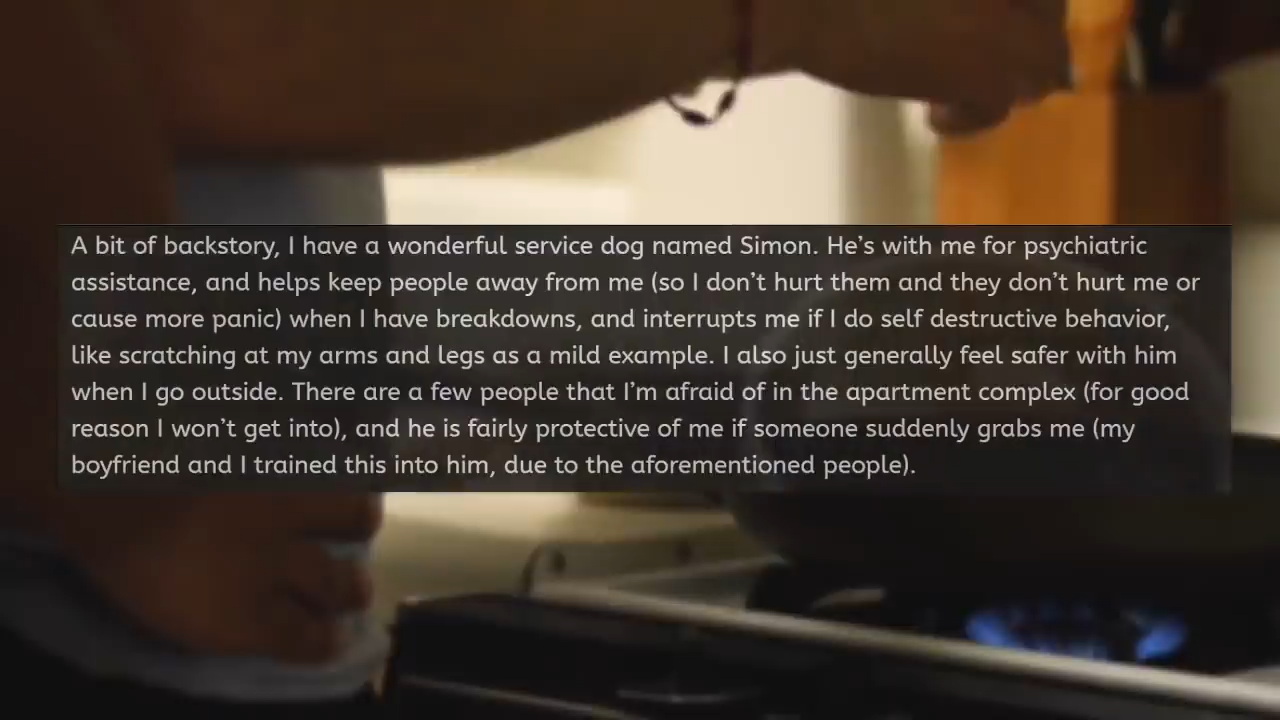 A bit of backstory, I have a wonderful service dog named Simon. He’s with me for psychiatric
assistance, and helps keep people away from me (so I don’t hurt them and they don’t hurt me or
cause more panic) when I have breakdowns, and interrupts me if I do self destructive behavior,
like scratching at my arms and legs as a mild example. I also just generally feel safer with him
when I go outside. There are a few people that I’m afraid of in the apartment complex (for good
reason I won’t get into), and he is fairly protective of me if someone suddenly grabs me (my
boyfriend and I trained this into him, due to the aforementioned people).